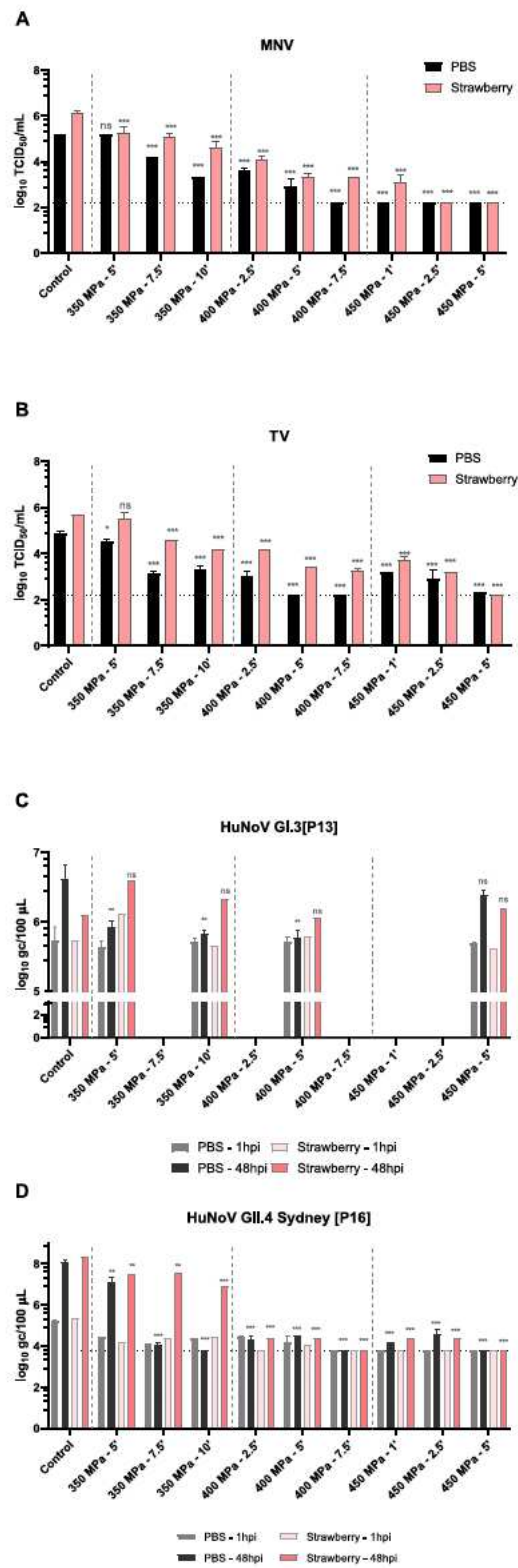 A
MNV
PBS
Strawberry
log10 TCID50/mL
8
6
4
2
0
ns *** *** *** *** *** *** *** *** *** *** *** *** *** *** *** *** ***
Control
350 MPa - 5'
350 MPa - 7.5'
350 MPa - 10'
400 MPa - 2.5'
400 MPa - 5'
400 MPa - 7.5'
450 MPa - 1'
450 MPa - 2.5'
450 MPa - 5'
B
TV
PBS
Strawberry
log10 TCID50/mL
8
6
4
2
0
* ns *** *** *** *** *** *** *** *** *** *** *** *** *** *** *** ***
Control
350 MPa - 5'
350 MPa - 7.5'
350 MPa - 10'
400 MPa - 2.5'
400 MPa - 5'
400 MPa - 7.5'
450 MPa - 1'
450 MPa - 2.5'
450 MPa - 5'
C
HuNoV GI.3[P13]
log10 gc/100 µL
7
6
5
2
0
** ns ** ns ** ns ns ns
Control
350 MPa - 5'
350 MPa - 7.5'
350 MPa - 10'
400 MPa - 2.5'
400 MPa - 5'
400 MPa - 7.5'
450 MPa - 1'
450 MPa - 2.5'
450 MPa - 5'
PBS - 1hpi Strawberry - 1hpi
PBS - 48hpi Strawberry - 48hpi
D
HuNoV GII.4 Sydney [P16]
log10 gc/100 µL
8
6
4
2
0
** ** *** ** *** *** *** *** *** *** *** *** *** *** *** *** *** ***
Control
350 MPa - 5'
350 MPa - 7.5'
350 MPa - 10'
400 MPa - 2.5'
400 MPa - 5'
400 MPa - 7.5'
450 MPa - 1'
450 MPa - 2.5'
450 MPa - 5'
PBS - 1hpi Strawberry - 1hpi
PBS - 48hpi Strawberry - 48hpi